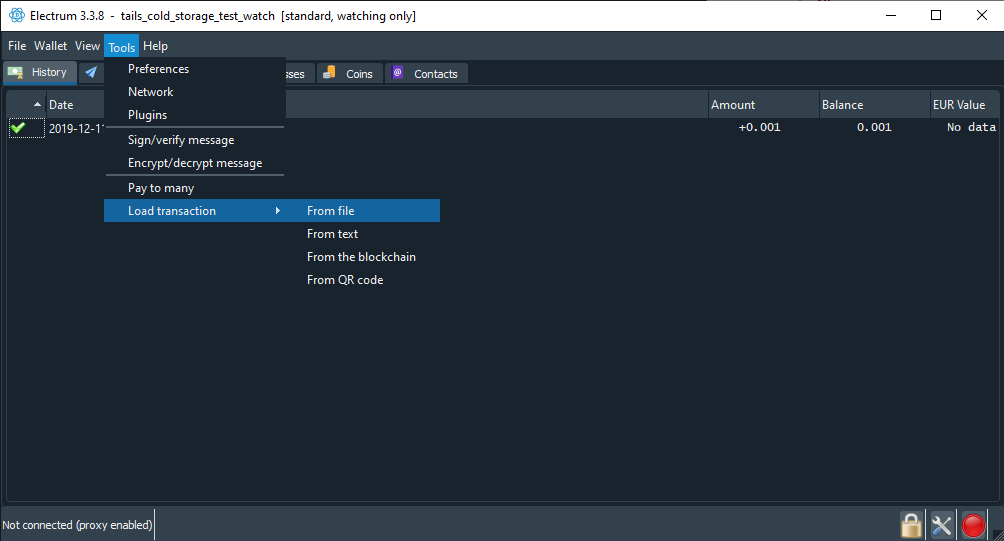 Electrum 3.3.8 - tails_cold_storage_test_watch [standard, watching only]
File Wallet View Tools Help
History Coins Contacts
Date Amount Balance EUR Value
2019-12-11 +0.001 0.001 No data
Preferences
Network
Plugins
Sign/verify message
Encrypt/decrypt message
Pay to many
Load transaction From file
From text
From the blockchain
From QR code
Not connected (proxy enabled)